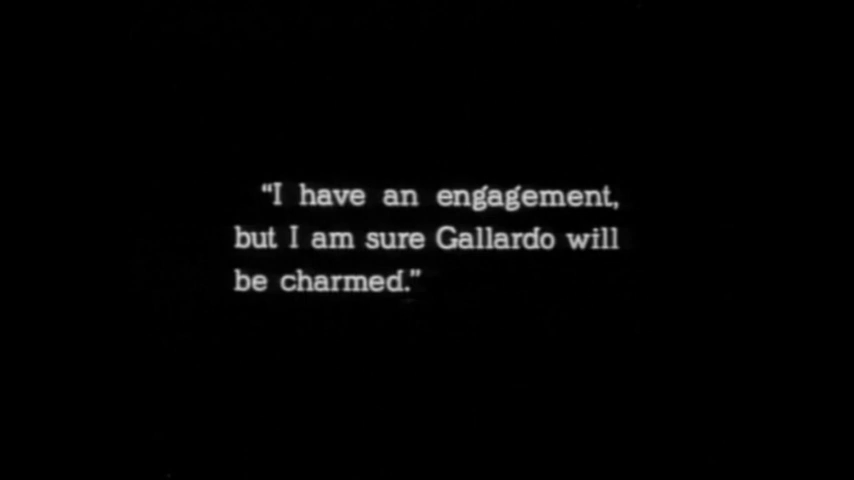 “I have an engagement,
but I am sure Gallardo will
be charmed.”